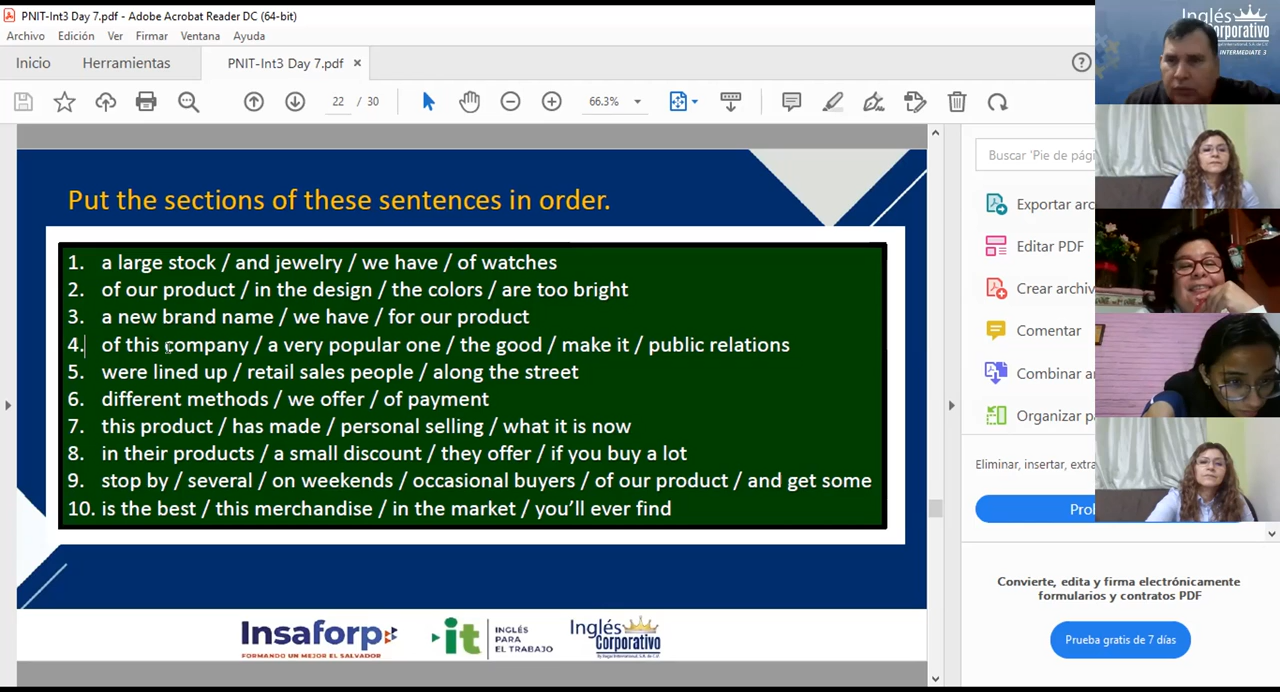 PNIT-Int3 Day 7.pdf - Adobe Acrobat Reader DC (64-bit)
Archivo Edición Ver Firmar Ventana Ayuda
Inicio Herramientas PNIT-Int3 Day 7.pdf ×
22 / 30 66.3%
Put the sections of these sentences in order.
1. a large stock / and jewelry / we have / of watches
2. of our product / in the design / the colors / are too bright
3. a new brand name / we have / for our product
4. of this company / a very popular one / the good / make it / public relations
5. were lined up / retail sales people / along the street
6. different methods / we offer / of payment
7. this product / has made / personal selling / what it is now
8. in their products / a small discount / they offer / if you buy a lot
9. stop by / several / on weekends / occasional buyers / of our product / and get some
10. is the best / this merchandise / in the market / you'll ever find
Insaforp
FORMANDO UN MEJOR EL SALVADOR
it
INGLÉS
PARA
EL TRABAJO
Inglés
Corporativo
Buscar 'Pie de pági
Exportar arc
Editar PDF
Crear archiv
Comentar
Combinar ar
Organizar pa
Eliminar, insertar, extra
Prol
Convierte, edita y firma electrónicamente
formularios y contratos PDF
Prueba gratis de 7 días
Inglés
Corporativo
INTERMEDIATE 3